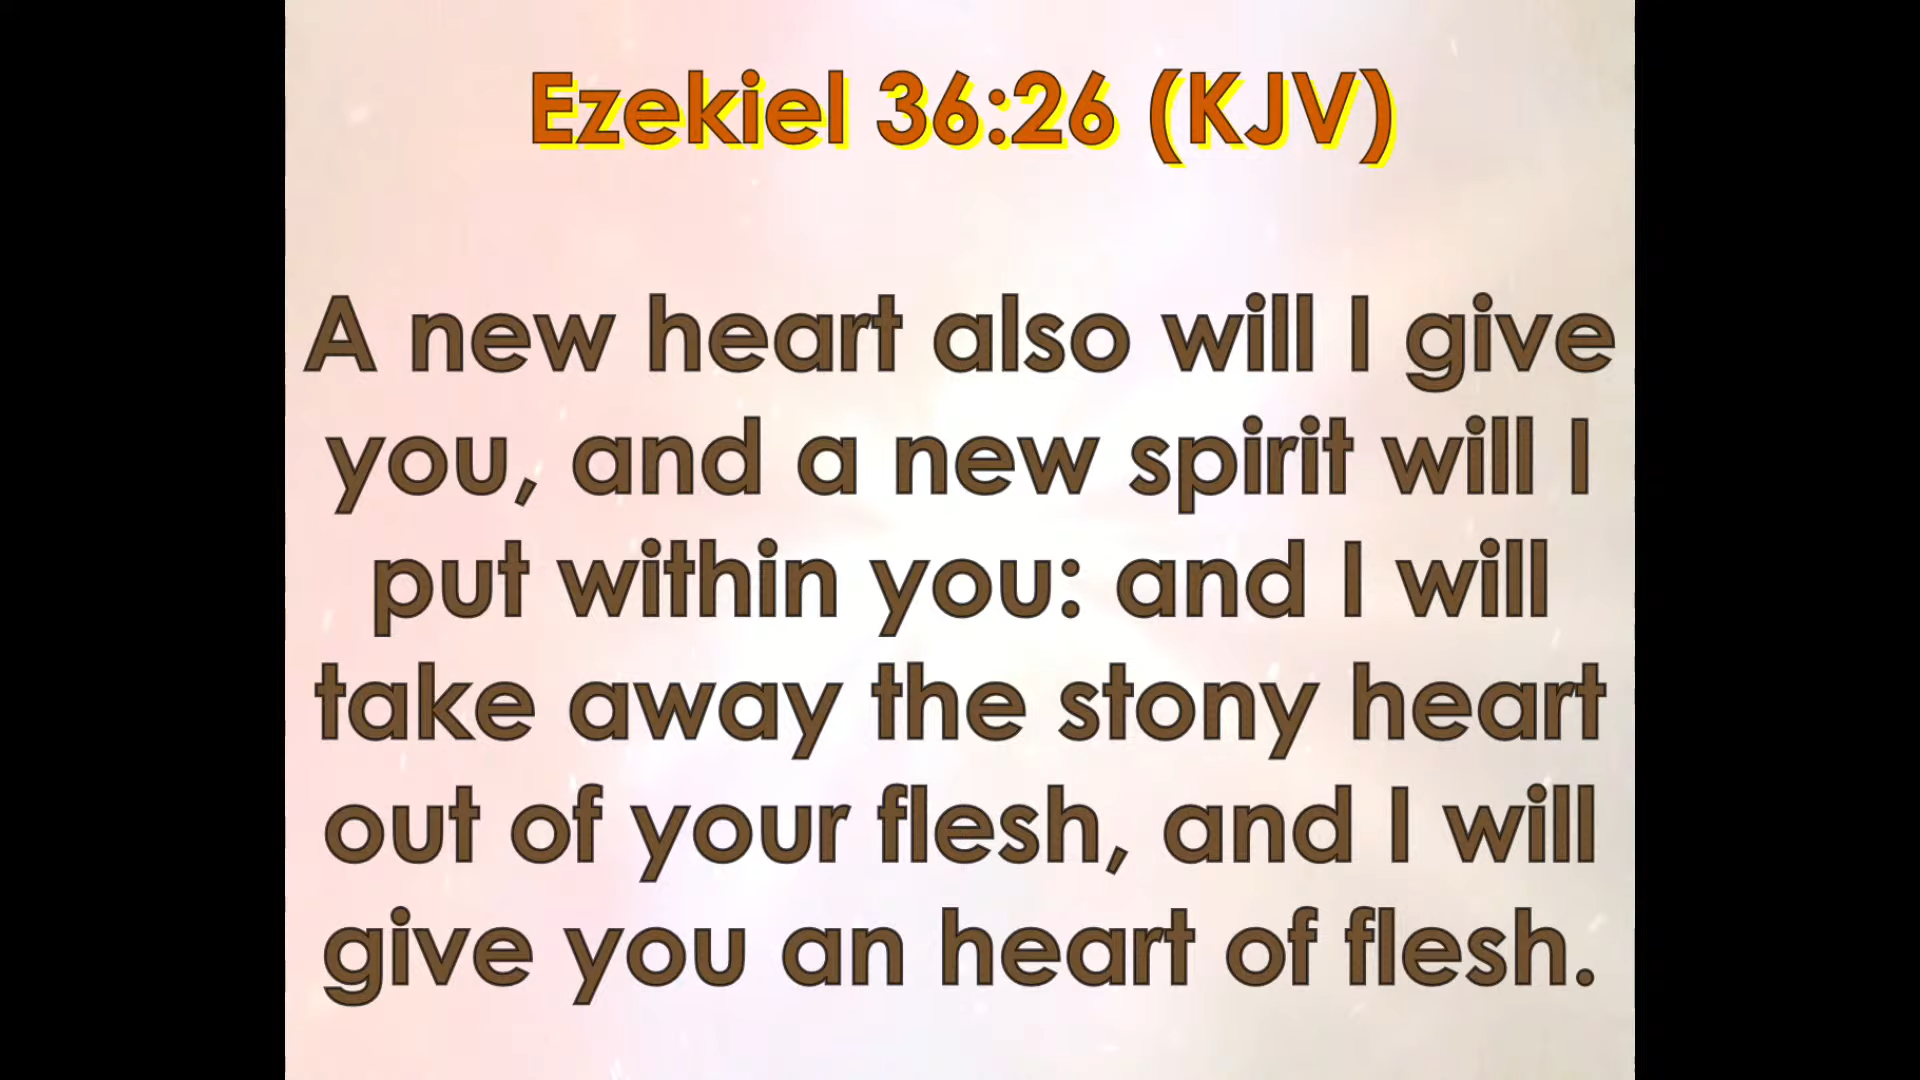 Ezekiel 36:26 (KJV)
A new heart also will I give
you, and a new spirit will I
put within you: and I will
take away the stony heart
out of your flesh, and I will
give you an heart of flesh.